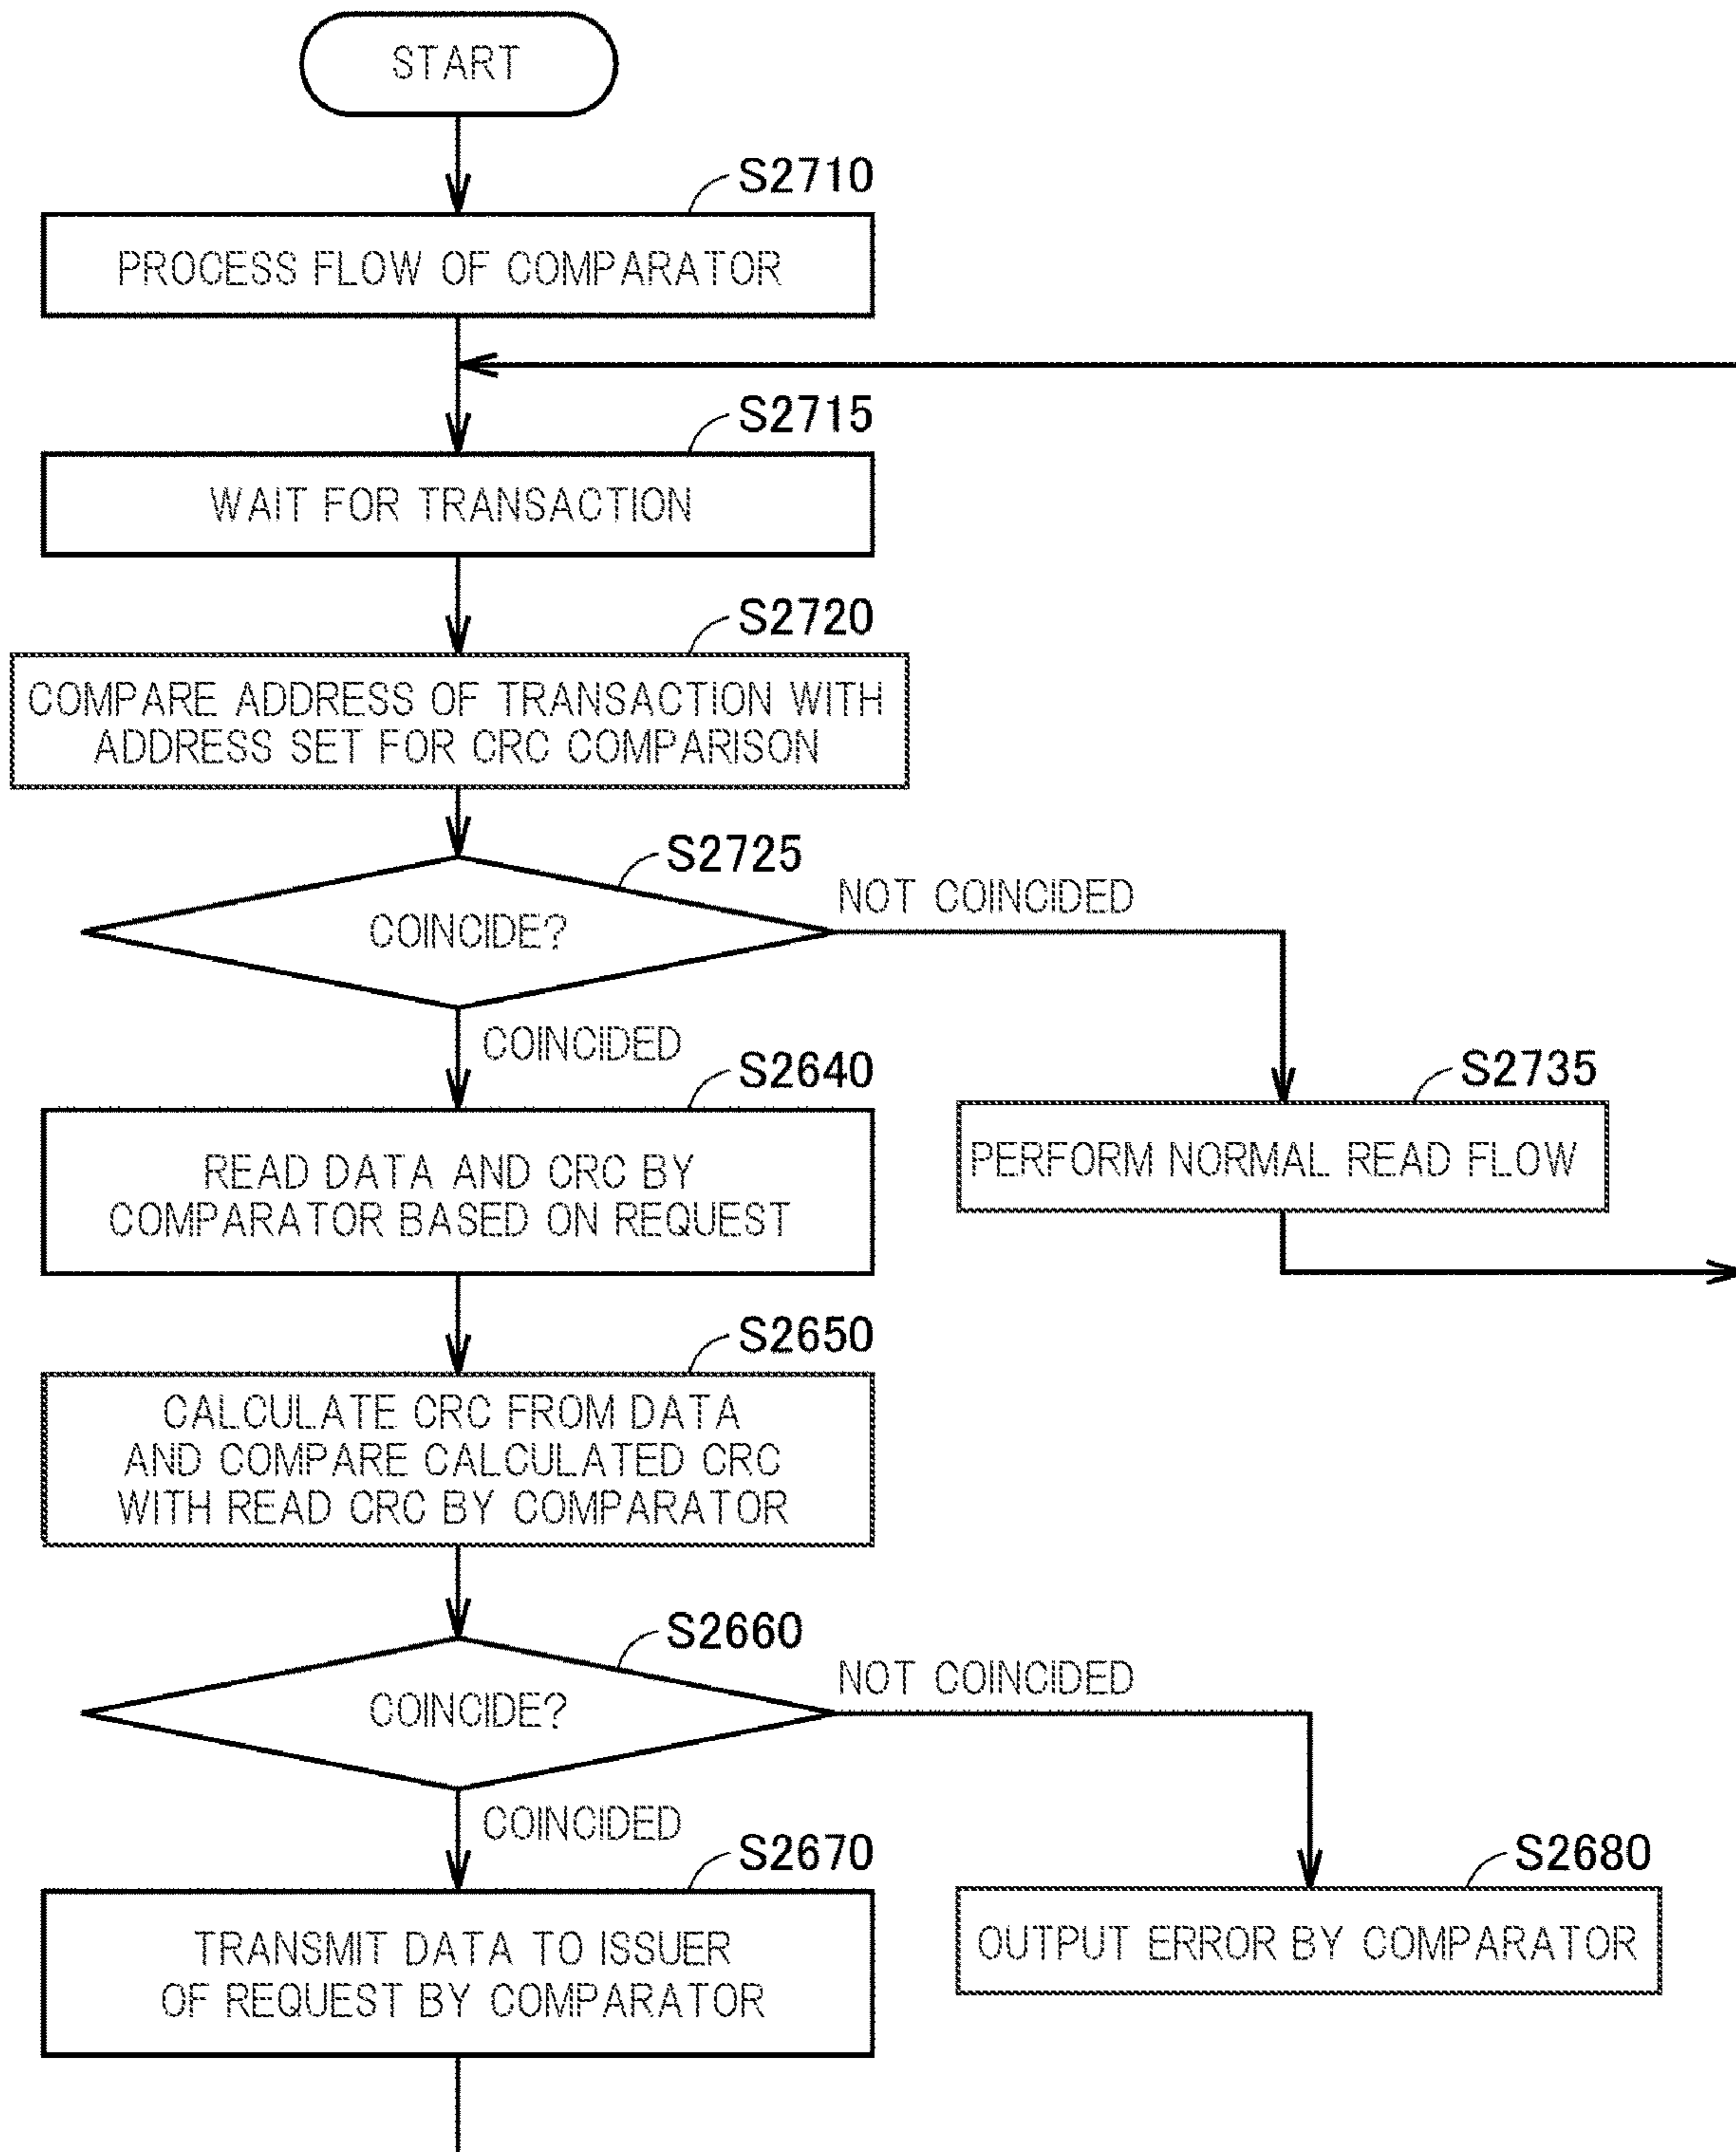 START
S2710
PROCESS FLOW OF COMPARATOR
S2715
WAIT FOR TRANSACTION
S2720
COMPARE ADDRESS OF TRANSACTION WITH
ADDRESS SET FOR CRC COMPARISON
S2725
COINCIDE?
NOT COINCIDED
COINCIDED
S2640
READ DATA AND CRC BY
COMPARATOR BASED ON REQUEST
S2735
PERFORM NORMAL READ FLOW
S2650
CALCULATE CRC FROM DATA
AND COMPARE CALCULATED CRC
WITH READ CRC BY COMPARATOR
S2660
COINCIDE?
NOT COINCIDED
COINCIDED
S2670
TRANSMIT DATA TO ISSUER
OF REQUEST BY COMPARATOR
S2680
OUTPUT ERROR BY COMPARATOR